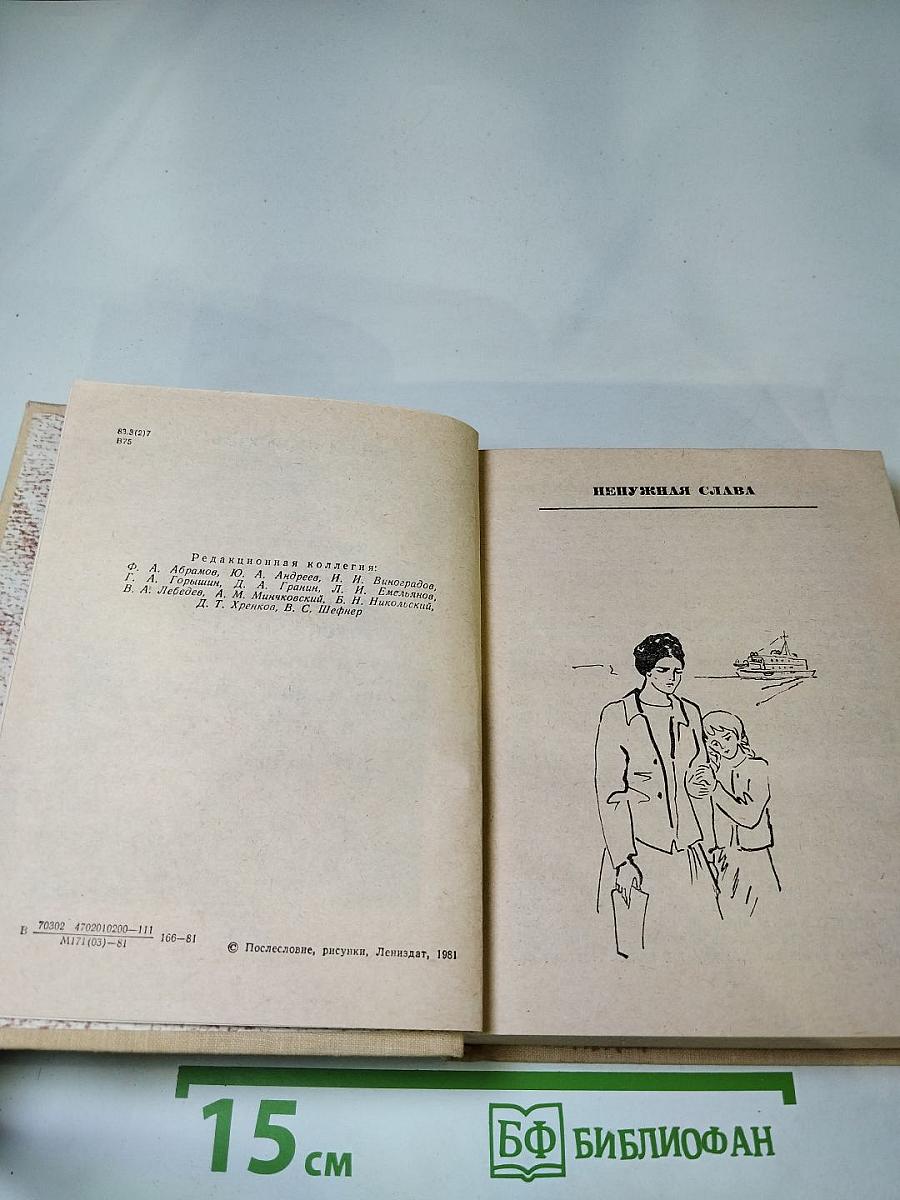 83.3(2)7
В75
Редакционная коллегия:
Ф. А. Абрамов, Ю. А. Андреев, И. И. Виноградов,
Г. А. Горышин, Д. А. Гранин, Л. И. Емельянов,
В. А. Лебедев, А. М. Минчковский, Б. Н. Никольский,
Д. Т. Хренков, В. С. Шефнер
В 70302 4702010200—111
М171(03)—81
166—81
© Послесловие, рисунки, Лениздат, 1981
НЕНУЖНАЯ СЛАВА
15 см
БФ БИБЛИОФАН